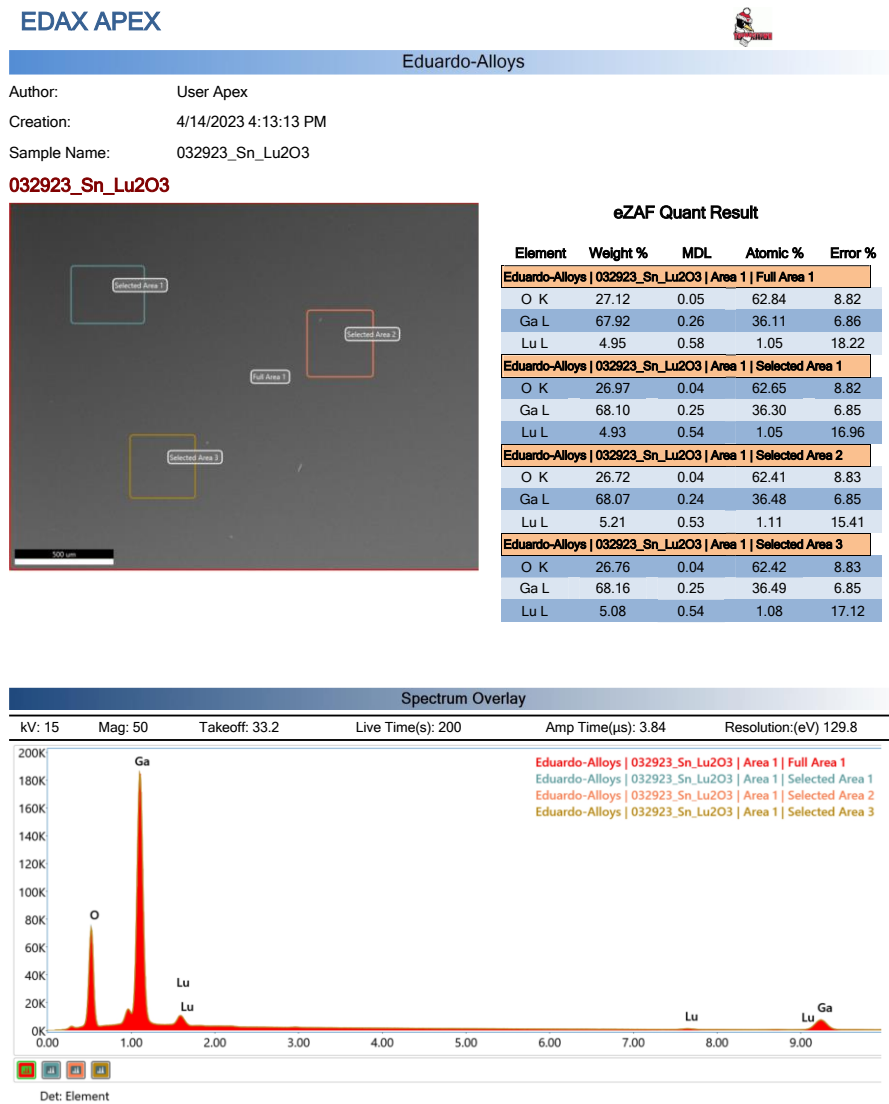 EDAX APEX
Eduardo-Alloys
Author: User Apex
Creation: 4/14/2023 4:13:13 PM
Sample Name: 032923_Sn_Lu2O3
032923_Sn_Lu2O3
Selected Area 1
Selected Area 2
Full Area 1
Selected Area 3
500 um
eZAF Quant Result
Element Weight % MDL Atomic % Error %
Eduardo-Alloys | 032923_Sn_Lu2O3 | Area 1 | Full Area 1
O K 27.12 0.05 62.84 8.82
Ga L 67.92 0.26 36.11 6.86
Lu L 4.95 0.58 1.05 18.22
Eduardo-Alloys | 032923_Sn_Lu2O3 | Area 1 | Selected Area 1
O K 26.97 0.04 62.65 8.82
Ga L 68.10 0.25 36.30 6.85
Lu L 4.93 0.54 1.05 16.96
Eduardo-Alloys | 032923_Sn_Lu2O3 | Area 1 | Selected Area 2
O K 26.72 0.04 62.41 8.83
Ga L 68.07 0.24 36.48 6.85
Lu L 5.21 0.53 1.11 15.41
Eduardo-Alloys | 032923_Sn_Lu2O3 | Area 1 | Selected Area 3
O K 26.76 0.04 62.42 8.83
Ga L 68.16 0.25 36.49 6.85
Lu L 5.08 0.54 1.08 17.12
Spectrum Overlay
kV: 15 Mag: 50 Takeoff: 33.2 Live Time(s): 200 Amp Time(µs): 3.84 Resolution:(eV) 129.8
Eduardo-Alloys | 032923_Sn_Lu2O3 | Area 1 | Full Area 1
Eduardo-Alloys | 032923_Sn_Lu2O3 | Area 1 | Selected Area 1
Eduardo-Alloys | 032923_Sn_Lu2O3 | Area 1 | Selected Area 2
Eduardo-Alloys | 032923_Sn_Lu2O3 | Area 1 | Selected Area 3
200K
180K
160K
140K
120K
100K
80K
60K
40K
20K
0K
Ga
O
Lu
Lu
Lu
Lu
Ga
0.00 1.00 2.00 3.00 4.00 5.00 6.00 7.00 8.00 9.00
Det: Element